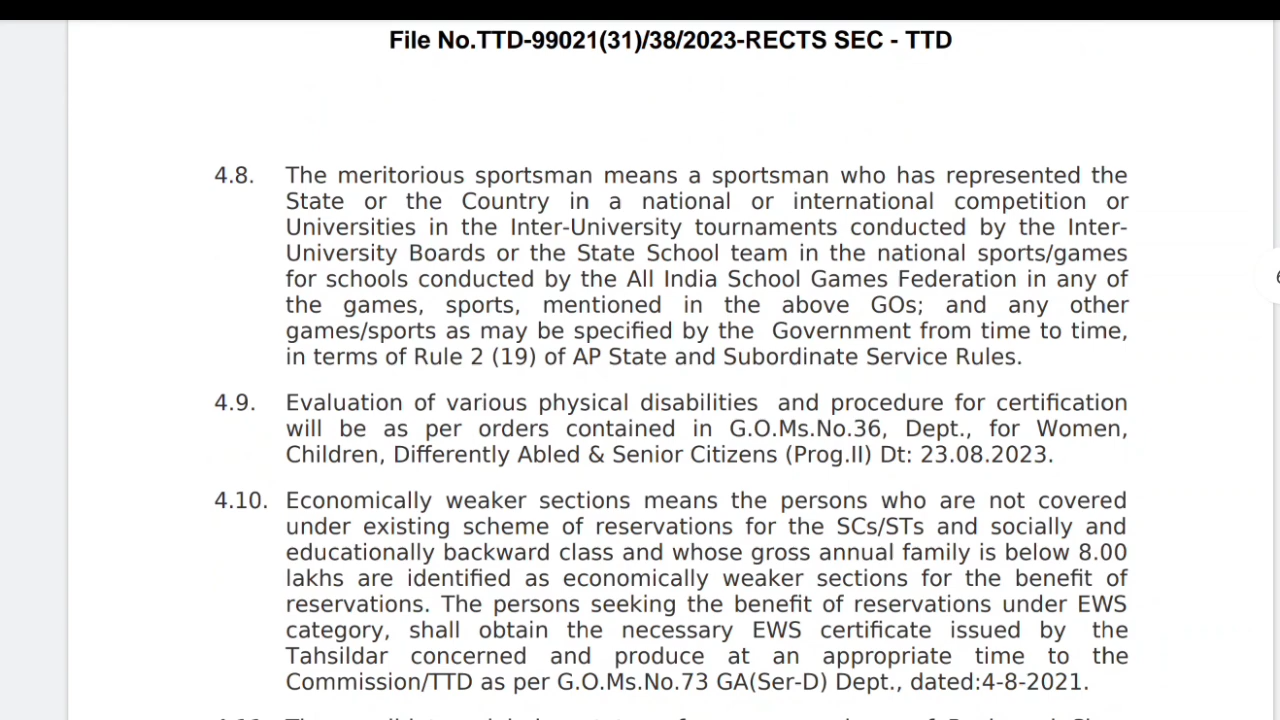 File No.TTD-99021(31)/38/2023-RECTS SEC - TTD
4.8. The meritorious sportsman means a sportsman who has represented the
State or the Country in a national or international competition or
Universities in the Inter-University tournaments conducted by the Inter-
University Boards or the State School team in the national sports/games
for schools conducted by the All India School Games Federation in any of
the games, sports, mentioned in the above GOs; and any other
games/sports as may be specified by the Government from time to time,
in terms of Rule 2 (19) of AP State and Subordinate Service Rules.
4.9. Evaluation of various physical disabilities and procedure for certification
will be as per orders contained in G.O.Ms.No.36, Dept., for Women,
Children, Differently Abled & Senior Citizens (Prog.II) Dt: 23.08.2023.
4.10. Economically weaker sections means the persons who are not covered
under existing scheme of reservations for the SCs/STs and socially and
educationally backward class and whose gross annual family is below 8.00
lakhs are identified as economically weaker sections for the benefit of
reservations. The persons seeking the benefit of reservations under EWS
category, shall obtain the necessary EWS certificate issued by the
Tahsildar concerned and produce at an appropriate time to the
Commission/TTD as per G.O.Ms.No.73 GA(Ser-D) Dept., dated:4-8-2021.